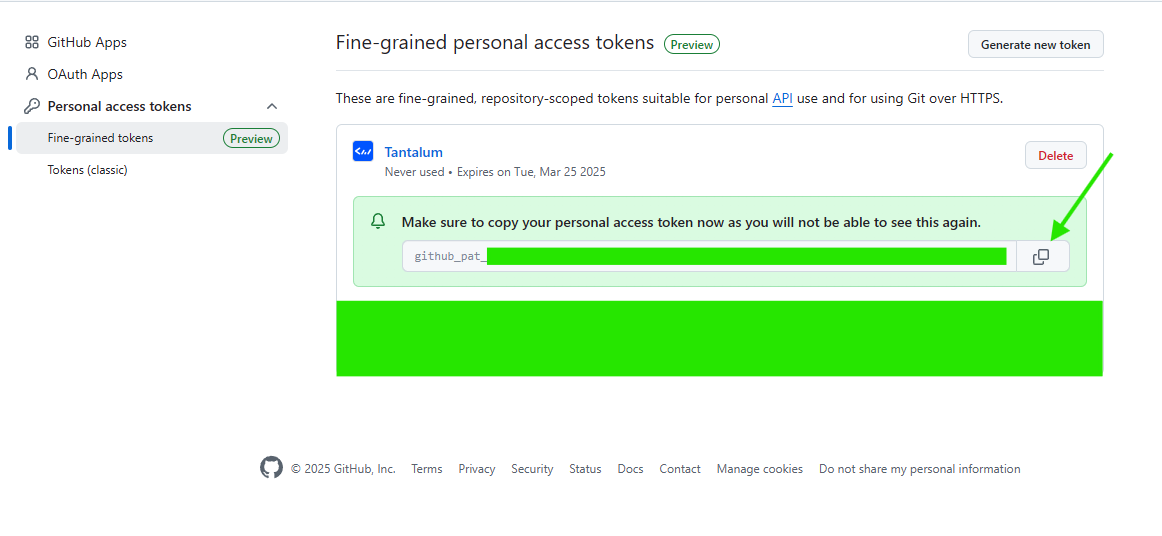 GitHub Apps
OAuth Apps
Personal access tokens
Fine-grained tokens Preview
Tokens (classic)
Fine-grained personal access tokens Preview
Generate new token
These are fine-grained, repository-scoped tokens suitable for personal API use and for using Git over HTTPS.
Tantalum
Delete
Never used • Expires on Tue, Mar 25 2025
Make sure to copy your personal access token now as you will not be able to see this again.
github_pat_
© 2025 GitHub, Inc. Terms Privacy Security Status Docs Contact Manage cookies Do not share my personal information